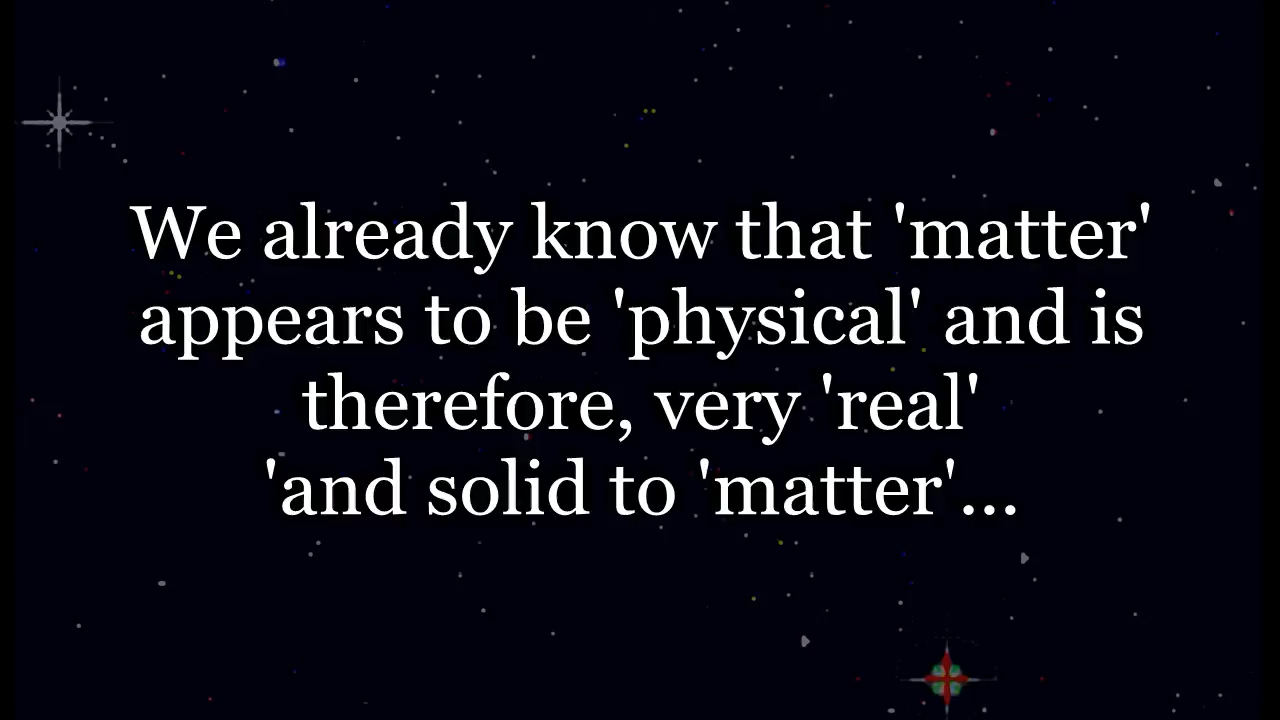 We already know that 'matter'
appears to be 'physical' and is
therefore, very 'real'
'and solid to 'matter'...